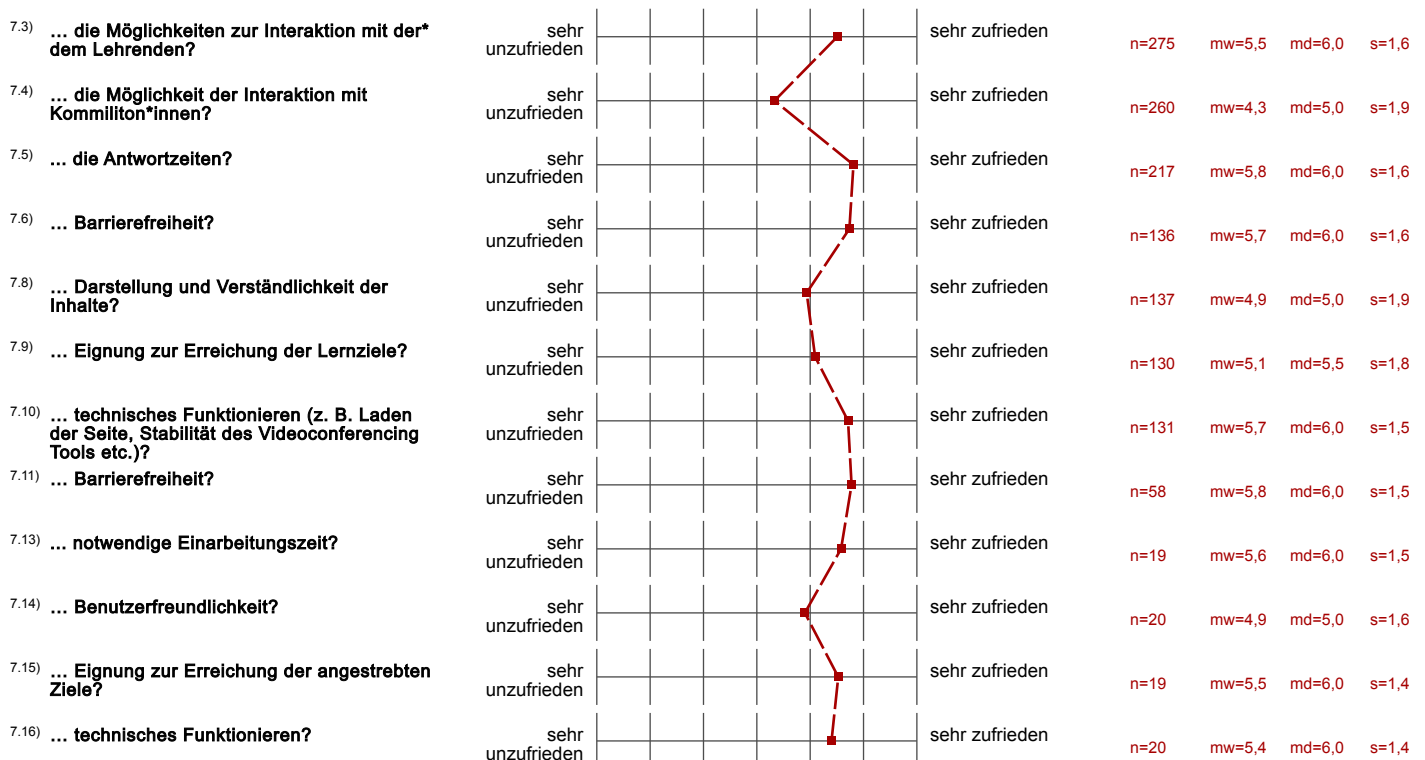 7.3) ... die Möglichkeiten zur Interaktion mit der*
dem Lehrenden?
sehr
unzufrieden
sehr zufrieden
n=275 mw=5,5 md=6,0 s=1,6
7.4) ... die Möglichkeit der Interaktion mit
Kommiliton*innen?
sehr
unzufrieden
sehr zufrieden
n=260 mw=4,3 md=5,0 s=1,9
7.5) ... die Antwortzeiten?
sehr
unzufrieden
sehr zufrieden
n=217 mw=5,8 md=6,0 s=1,6
7.6) ... Barrierefreiheit?
sehr
unzufrieden
sehr zufrieden
n=136 mw=5,7 md=6,0 s=1,6
7.8) ... Darstellung und Verständlichkeit der
Inhalte?
sehr
unzufrieden
sehr zufrieden
n=137 mw=4,9 md=5,0 s=1,9
7.9) ... Eignung zur Erreichung der Lernziele?
sehr
unzufrieden
sehr zufrieden
n=130 mw=5,1 md=5,5 s=1,8
7.10) ... technisches Funktionieren (z. B. Laden
der Seite, Stabilität des Videoconferencing
Tools etc.)?
sehr
unzufrieden
sehr zufrieden
n=131 mw=5,7 md=6,0 s=1,5
7.11) ... Barrierefreiheit?
sehr
unzufrieden
sehr zufrieden
n=58 mw=5,8 md=6,0 s=1,5
7.13) ... notwendige Einarbeitungszeit?
sehr
unzufrieden
sehr zufrieden
n=19 mw=5,6 md=6,0 s=1,5
7.14) ... Benutzerfreundlichkeit?
sehr
unzufrieden
sehr zufrieden
n=20 mw=4,9 md=5,0 s=1,6
7.15) ... Eignung zur Erreichung der angestrebten
Ziele?
sehr
unzufrieden
sehr zufrieden
n=19 mw=5,5 md=6,0 s=1,4
7.16) ... technisches Funktionieren?
sehr
unzufrieden
sehr zufrieden
n=20 mw=5,4 md=6,0 s=1,4